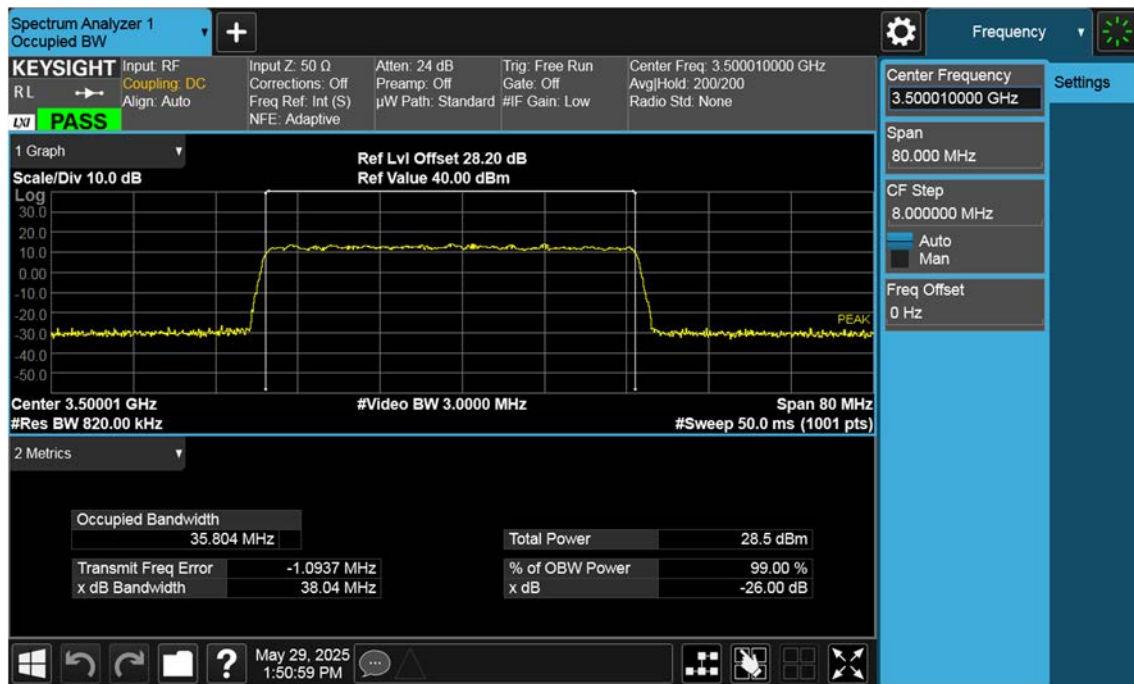 Spectrum Analyzer 1
Occupied BW
Frequency
KEYSIGHT
RL
LXI PASS
Input: RF
Coupling: DC
Align: Auto
Input Z: 50 Ω
Corrections: Off
Freq Ref: Int (S)
NFE: Adaptive
Atten: 24 dB
Preamp: Off
µW Path: Standard
Trig: Free Run
Gate: Off
#IF Gain: Low
Center Freq: 3.500010000 GHz
Avg|Hold: 200/200
Radio Std: None
Center Frequency
3.500010000 GHz
Settings
Span
80.000 MHz
CF Step
8.000000 MHz
Auto
Man
Freq Offset
0 Hz
1 Graph
Scale/Div 10.0 dB
Ref Lvl Offset 28.20 dB
Ref Value 40.00 dBm
Log
30.0
20.0
10.0
0.00
-10.0
-20.0
-30.0
-40.0
-50.0
PEAK
Center 3.50001 GHz
#Video BW 3.0000 MHz
Span 80 MHz
#Res BW 820.00 kHz
#Sweep 50.0 ms (1001 pts)
2 Metrics
Occupied Bandwidth
35.804 MHz
Total Power 28.5 dBm
Transmit Freq Error -1.0937 MHz
% of OBW Power 99.00 %
x dB Bandwidth 38.04 MHz
x dB -26.00 dB
?
May 29, 2025
1:50:59 PM